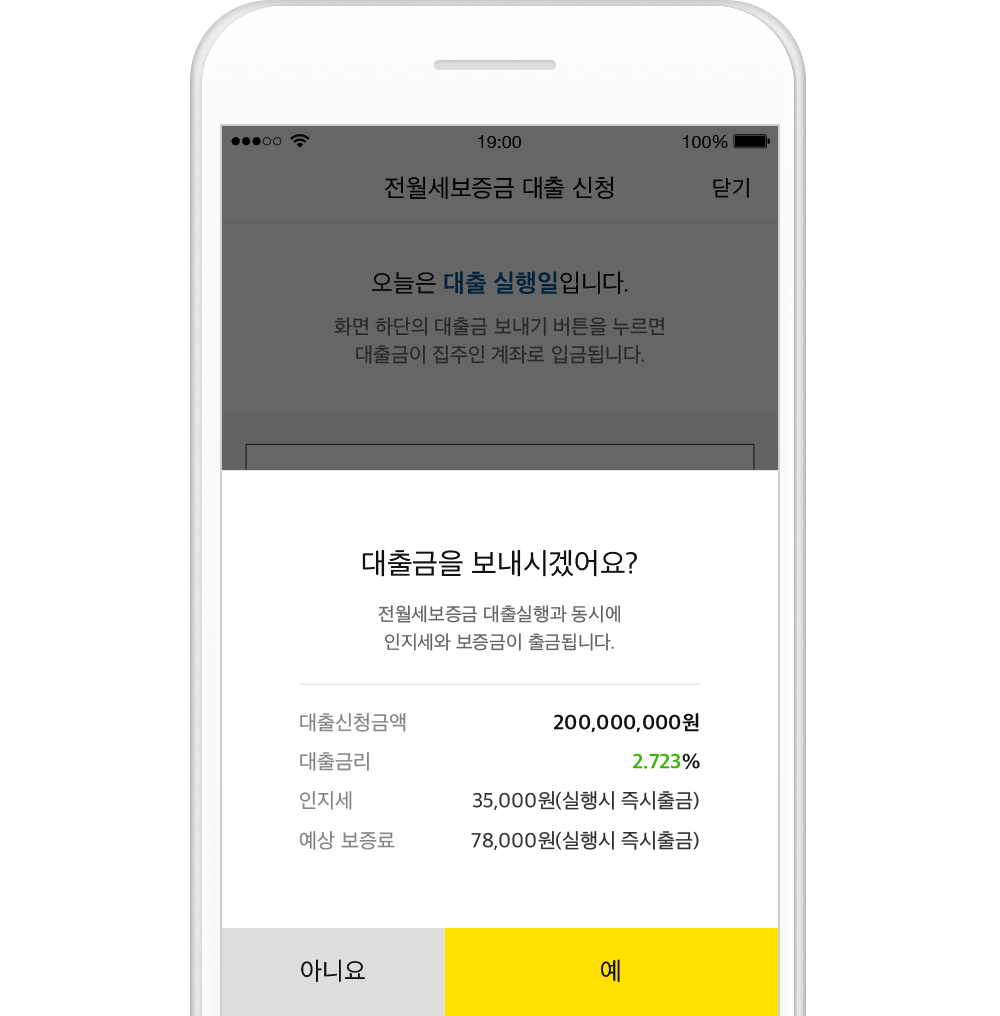 19:00
100%
전월세보증금 대출 신청
닫기
오늘은 대출 실행일입니다.
화면 하단의 대출금 보내기 버튼을 누르면
대출금이 집주인 계좌로 입금됩니다.
대출금을 보내시겠어요?
전월세보증금 대출실행과 동시에
인지세와 보증금이 출금됩니다.
대출신청금액 200,000,000원
대출금리 2.723%
인지세 35,000원(실행시 즉시출금)
예상 보증료 78,000원(실행시 즉시출금)
아니요
예